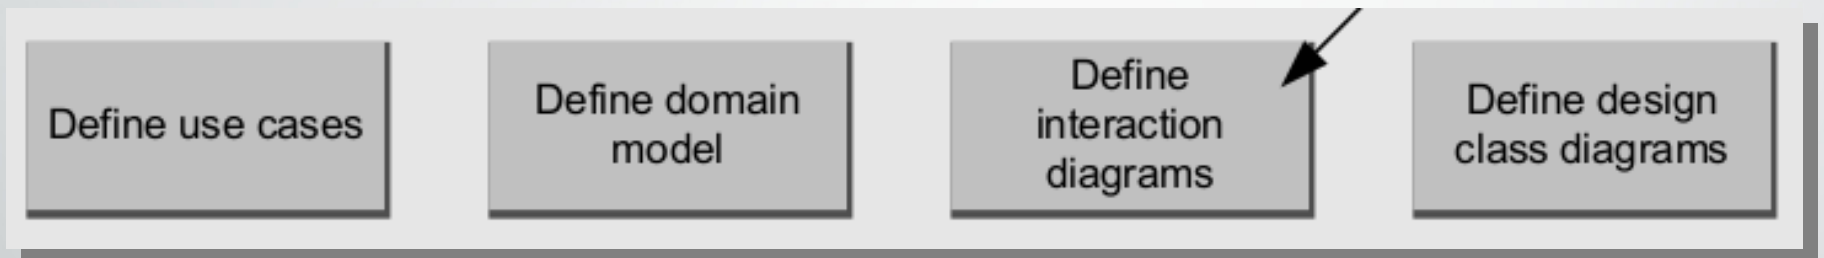 Define use cases
Define domain
model
Define
interaction
diagrams
Define design
class diagrams